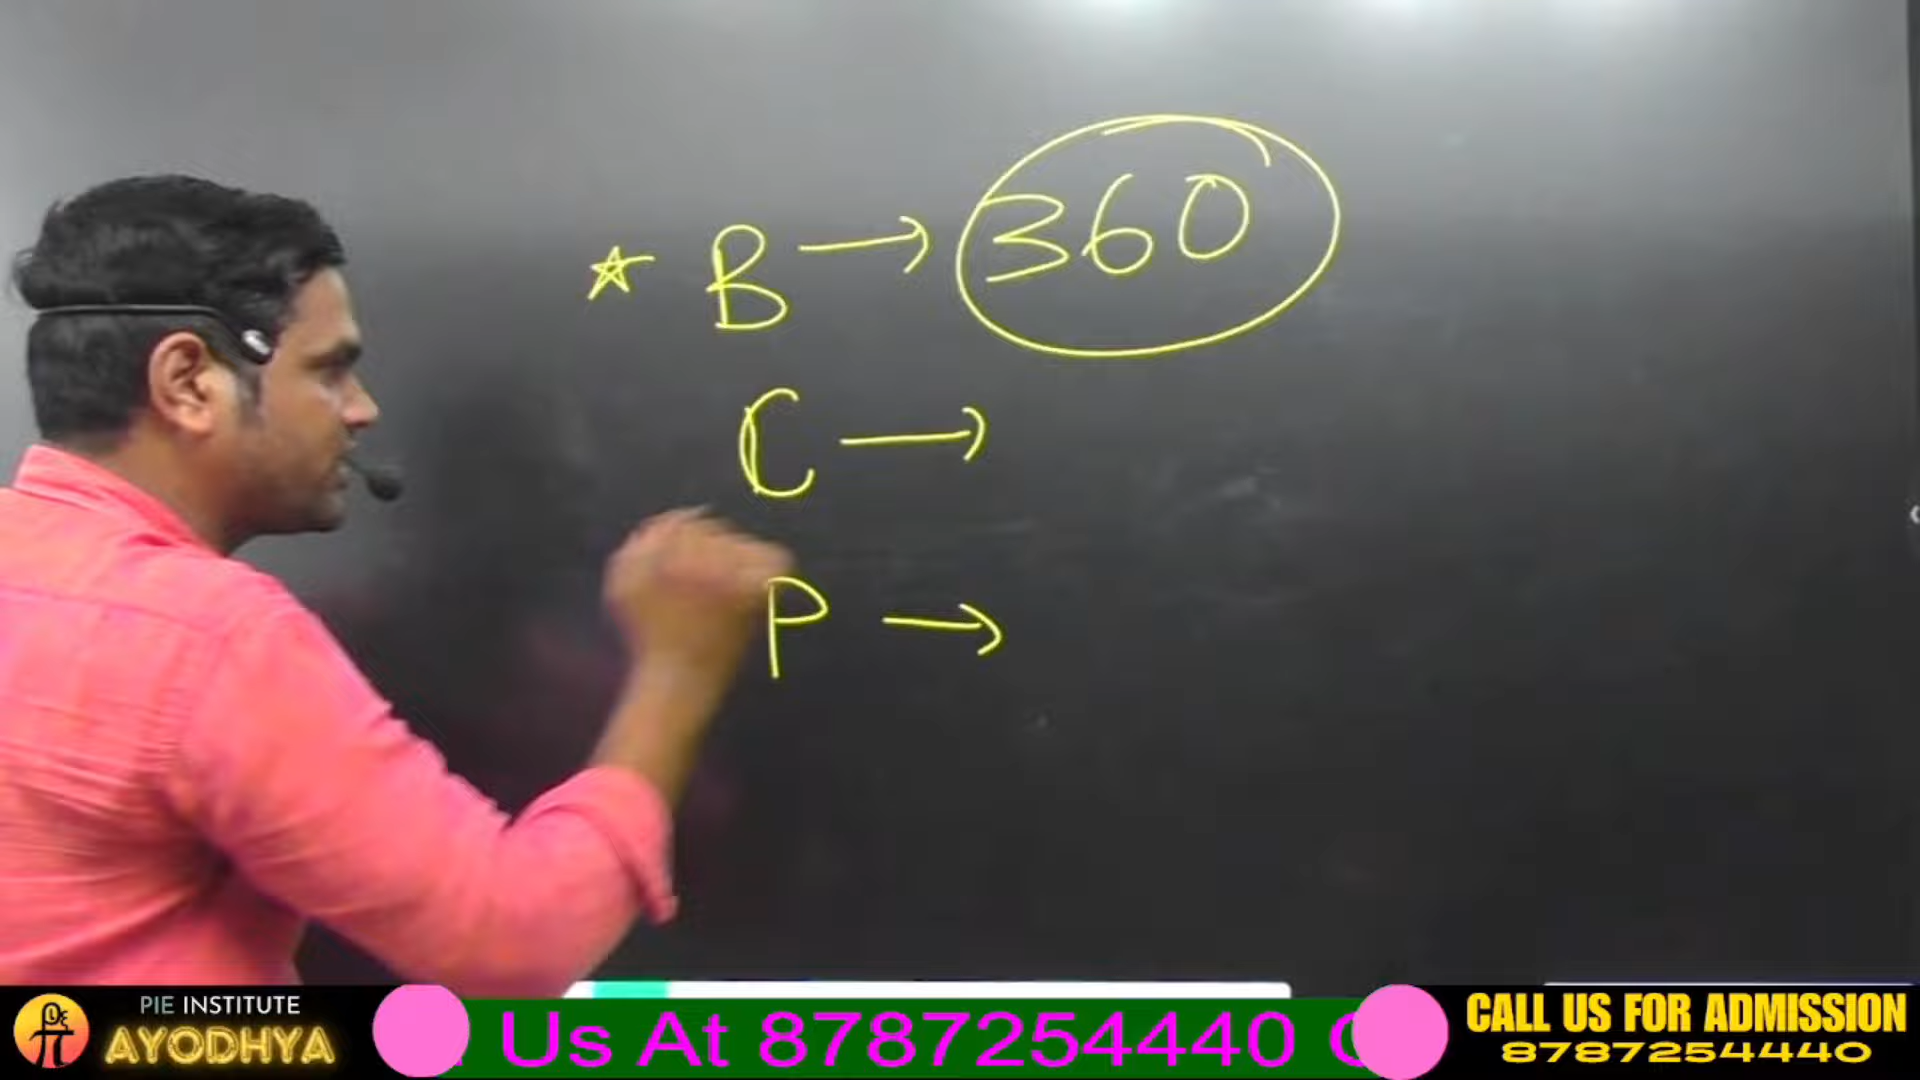 ★ B → 360
C →
P →
PIE INSTITUTE
AYODHYA
Us At 8787254440
CALL US FOR ADMISSION
8787254440